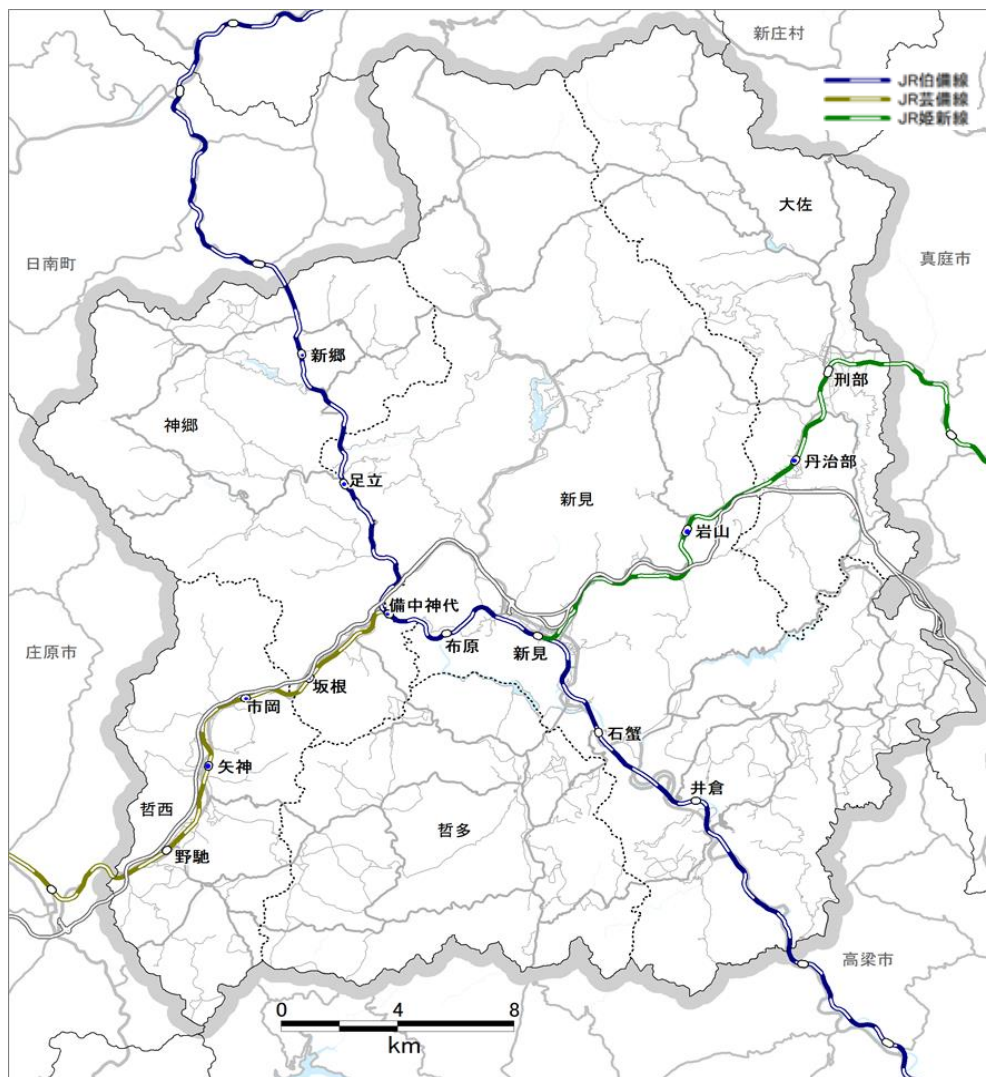 新庄村
JR伯備線
JR芸備線
JR姫新線
大佐
日南町
真庭市
新郷
刑部
神郷
丹治部
足立
新見
岩山
備中神代
布原
新見
庄原市
坂根
市岡
石蟹
矢神
井倉
哲西
哲多
野馳
高梁市
0 4 8
km